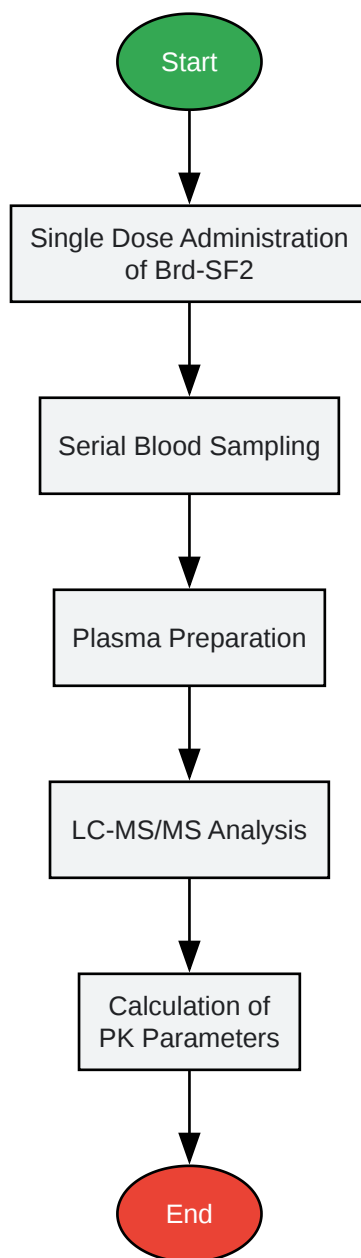 Start
Single Dose Administration
of Brd-SF2
Serial Blood Sampling
Plasma Preparation
LC-MS/MS Analysis
Calculation of
PK Parameters
End